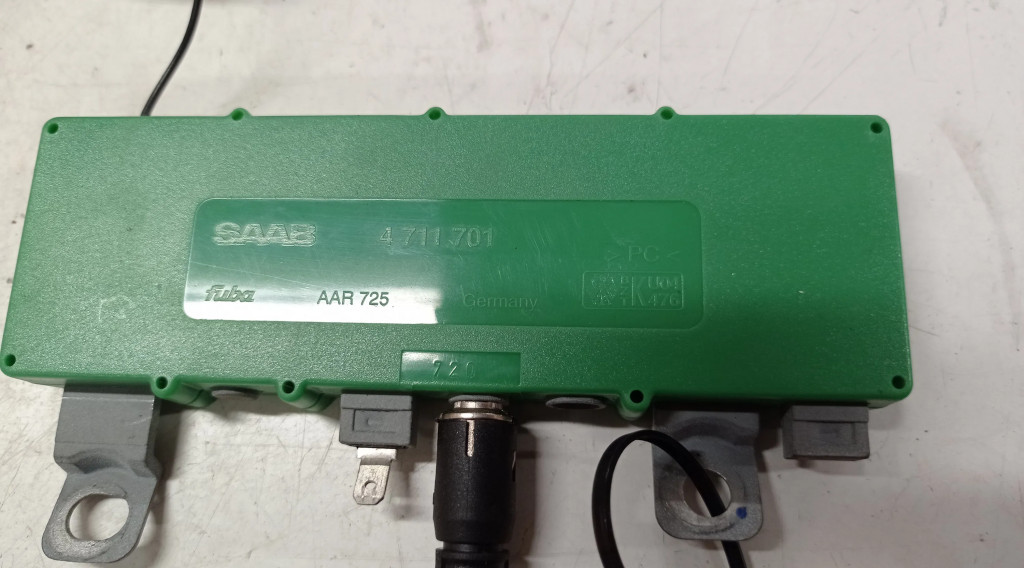 SAAB 4 711 701
>PC<
fuba AAR 725 Germany
720